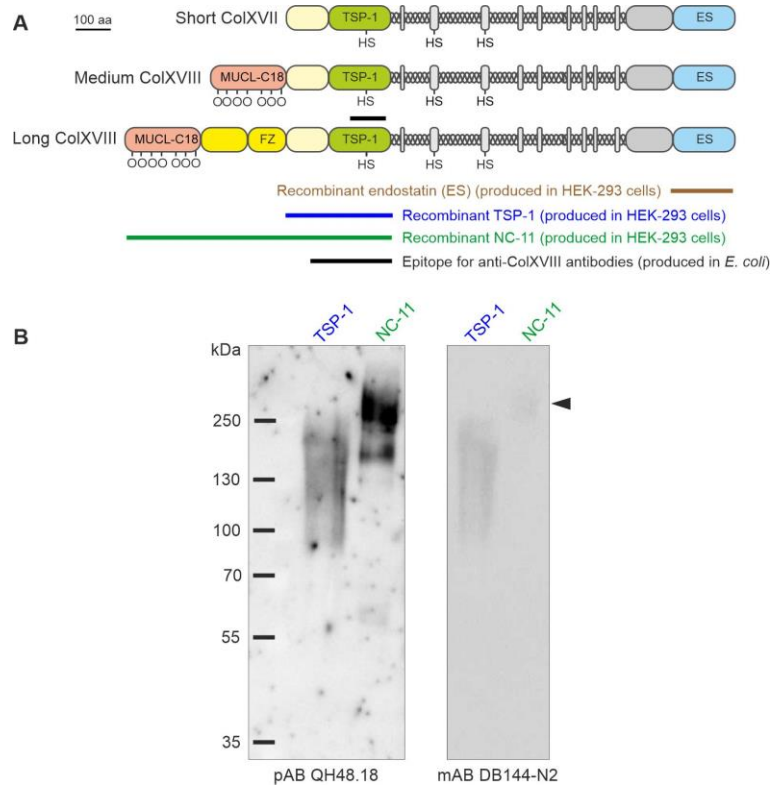 A
100 aa
Short ColXVII
TSP-1
ES
HS HS HS
Medium ColXVIII
MUCL-C18
TSP-1
ES
OOOO OOO
HS HS HS
Long ColXVIII
MUCL-C18
FZ
TSP-1
ES
OOOO OOO
HS HS HS
Recombinant endostatin (ES) (produced in HEK-293 cells)
Recombinant TSP-1 (produced in HEK-293 cells)
Recombinant NC-11 (produced in HEK-293 cells)
Epitope for anti-ColXVIII antibodies (produced in E. coli)
B
TSP-1 NC-11 TSP-1 NC-11
kDa
250
130
100
70
55
35
pAB QH48.18 mAB DB144-N2